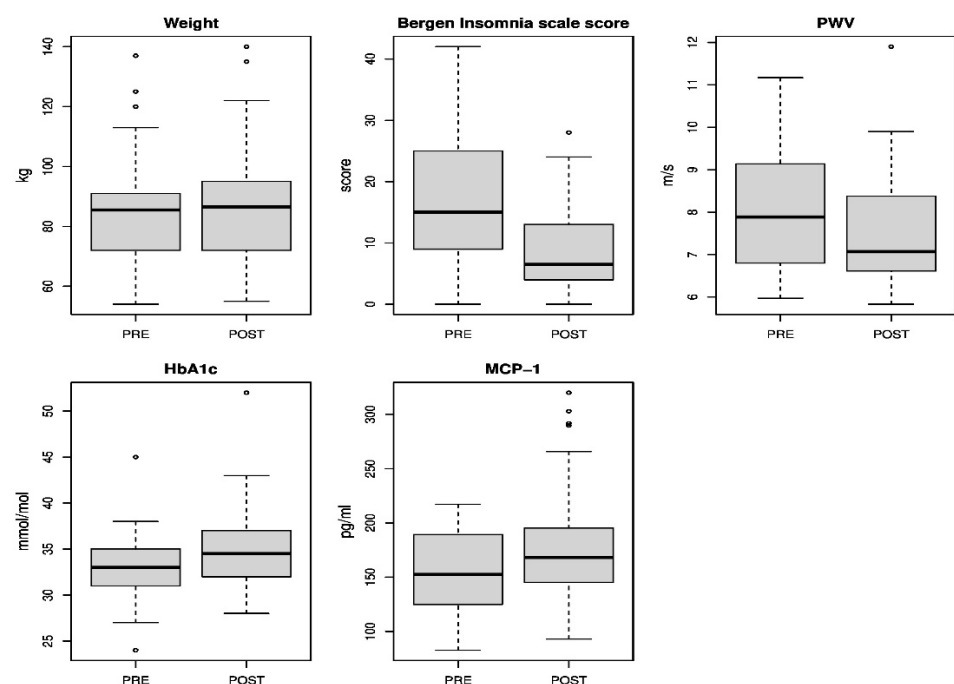 Weight
kg
140
120
100
80
60
PRE
POST
Bergen Insomnia scale score
score
40
30
20
10
0
PRE
POST
PWV
m/s
12
11
9
8
7
6
PRE
POST
HbA1c
mmol/mol
50
45
40
35
35
30
25
PRE
POST
MCP–1
pg/ml
300
250
200
150
100
PRE
POST